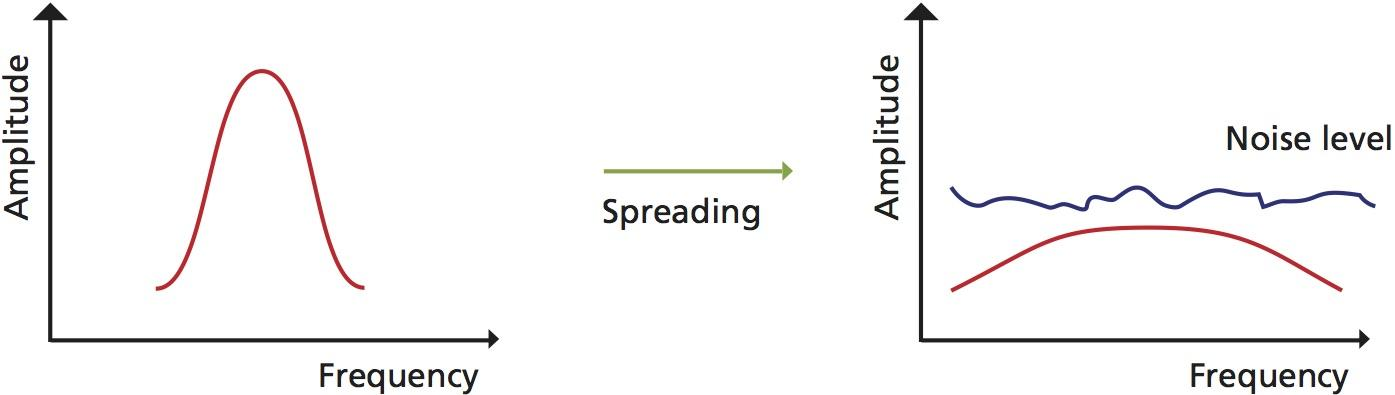 Amplitude
Frequency
Spreading
Amplitude
Noise level
Frequency